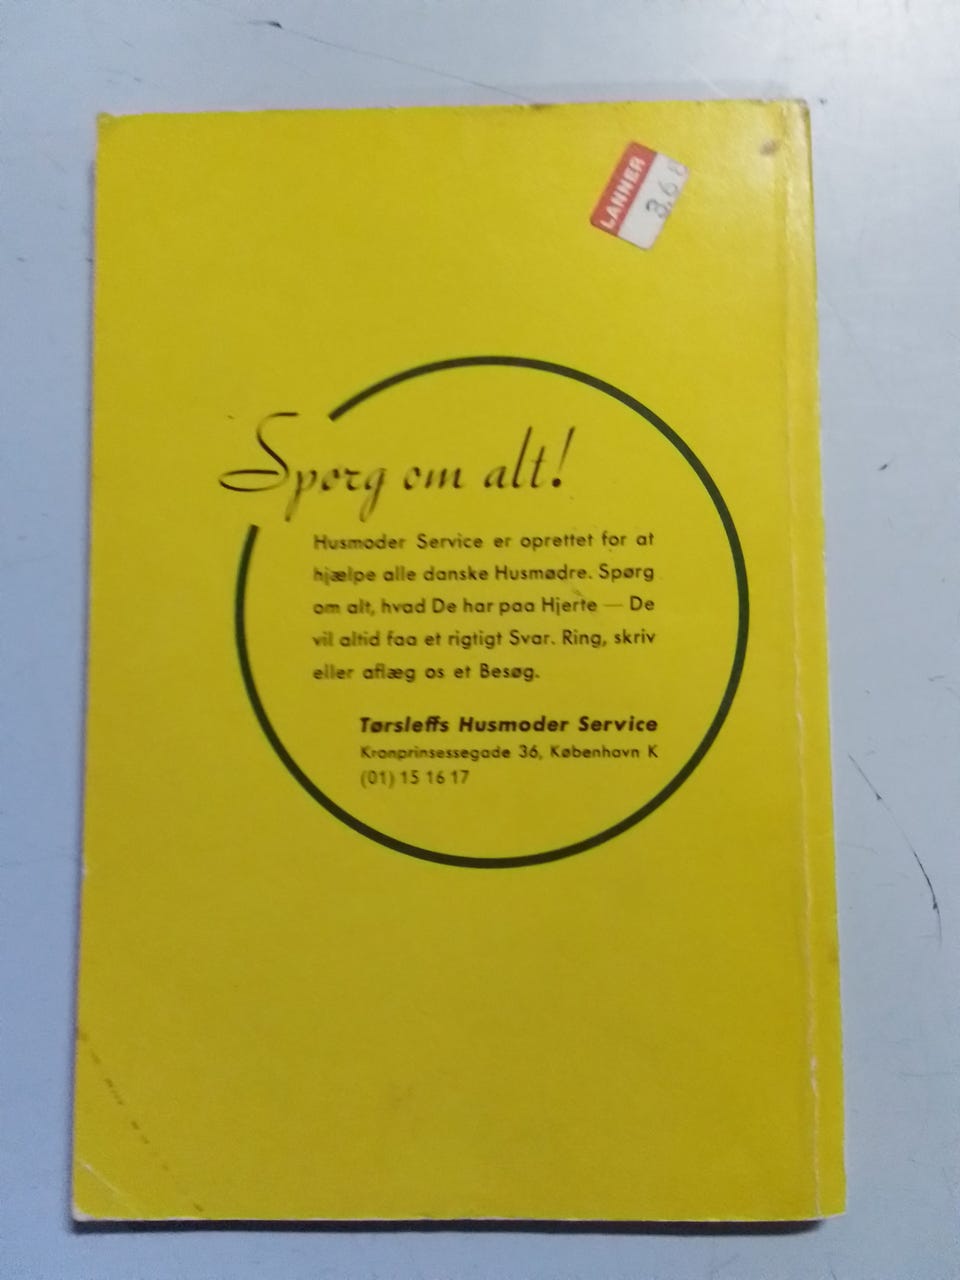 LANNER
Spørg om alt!
Husmoder Service er oprettet for at
hjælpe alle danske Husmødre. Spørg
om alt, hvad De har paa Hjerte — De
vil altid faa et rigtigt Svar. Ring, skriv
eller aflæg os et Besøg.
Tørsleffs Husmoder Service
Kronprinsessegade 36, København K
(01) 15 16 17